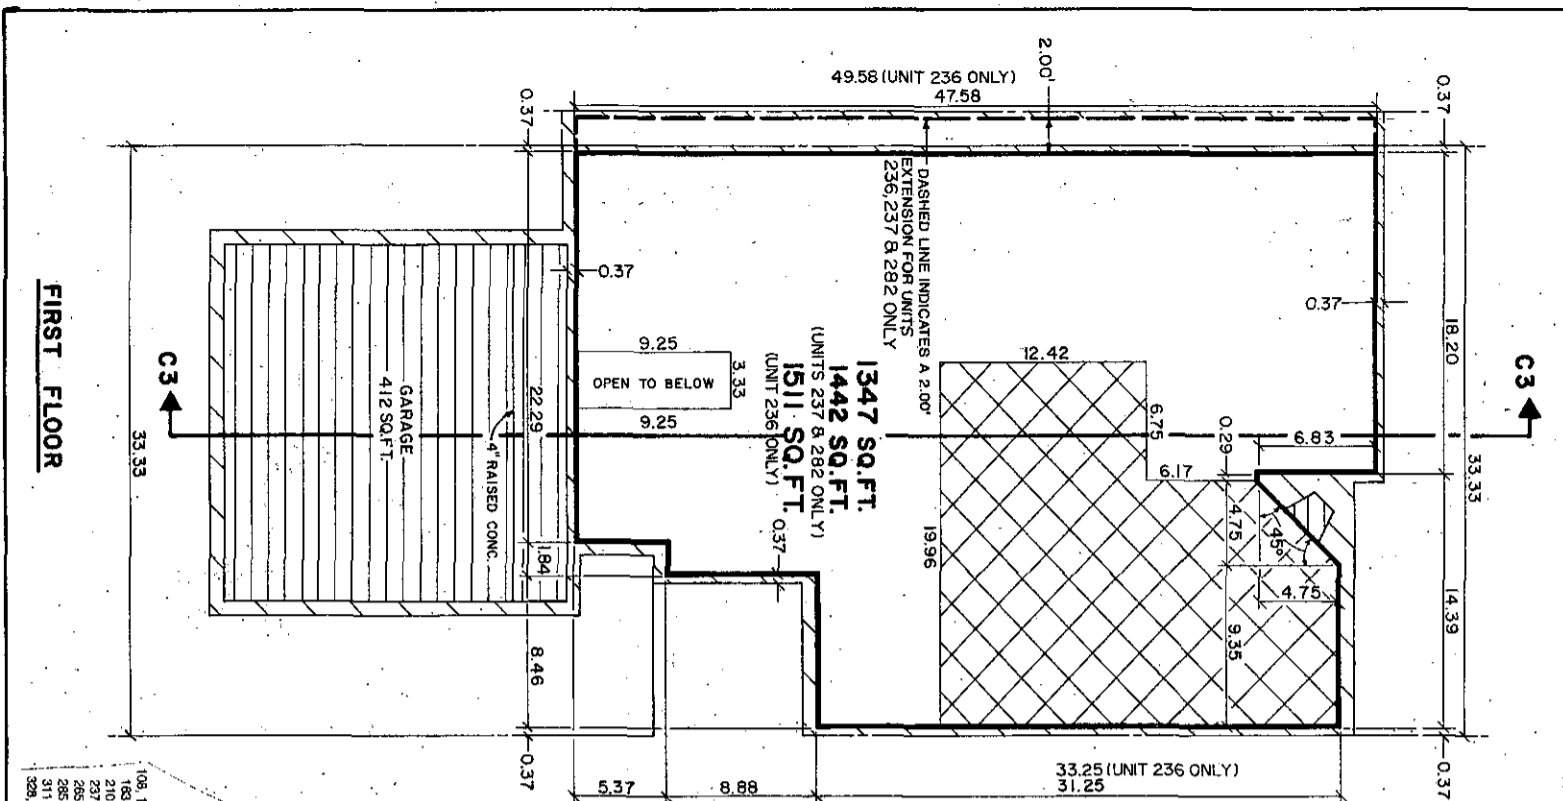 49.58 (UNIT 236 ONLY)
47.58
2.00'
0.37
0.37
DASHED LINE INDICATES A 2.00'
EXTENSION FOR UNITS
236, 237 & 282 ONLY
0.37
0.37
18.20
C3
C3
FIRST FLOOR
33.33
33.33
GARAGE
412 SQ.FT.
4" RAISED CONC.
22.29
9.25
OPEN TO BELOW
3.33
9.25
1347 SQ.FT.
1442 SQ.FT.
(UNITS 237 & 282 ONLY)
1511 SQ.FT.
(UNIT 236 ONLY)
12.42
6.75
0.29
6.83
6.17
4.75
45°
4.75
19.96
9.35
14.39
0.37
1.84
8.46
0.37
0.37
5.37
8.88
33.25 (UNIT 236 ONLY)
31.25